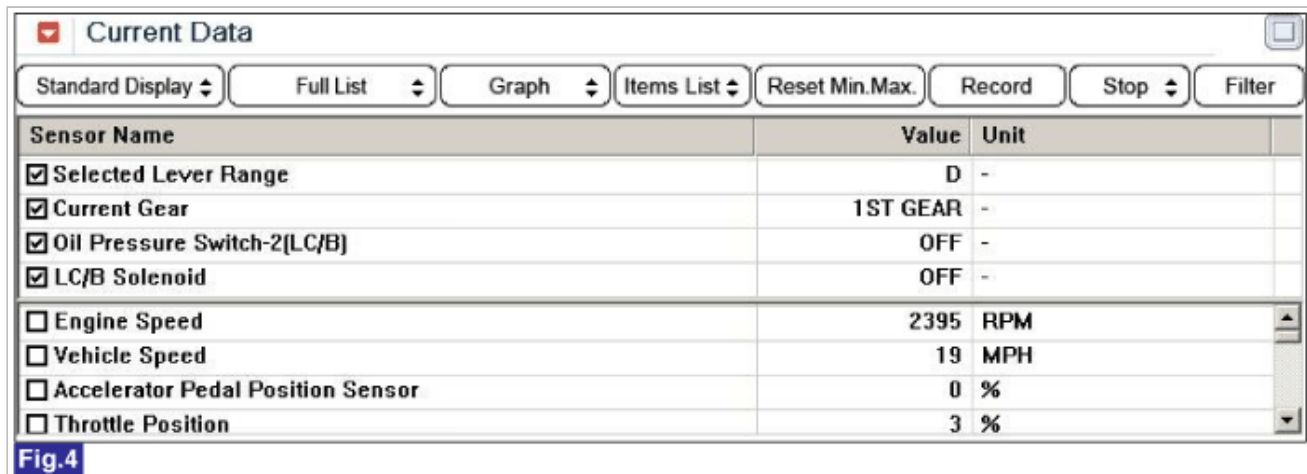 Current Data
Standard Display Full List Graph Items List Reset Min.Max. Record Stop Filter
Sensor Name Value Unit
Selected Lever Range D -
Current Gear 1ST GEAR -
Oil Pressure Switch-2(LC/B) OFF -
LC/B Solenoid OFF -
Engine Speed 2395 RPM
Vehicle Speed 19 MPH
Accelerator Pedal Position Sensor 0 %
Throttle Position 3 %
Fig.4